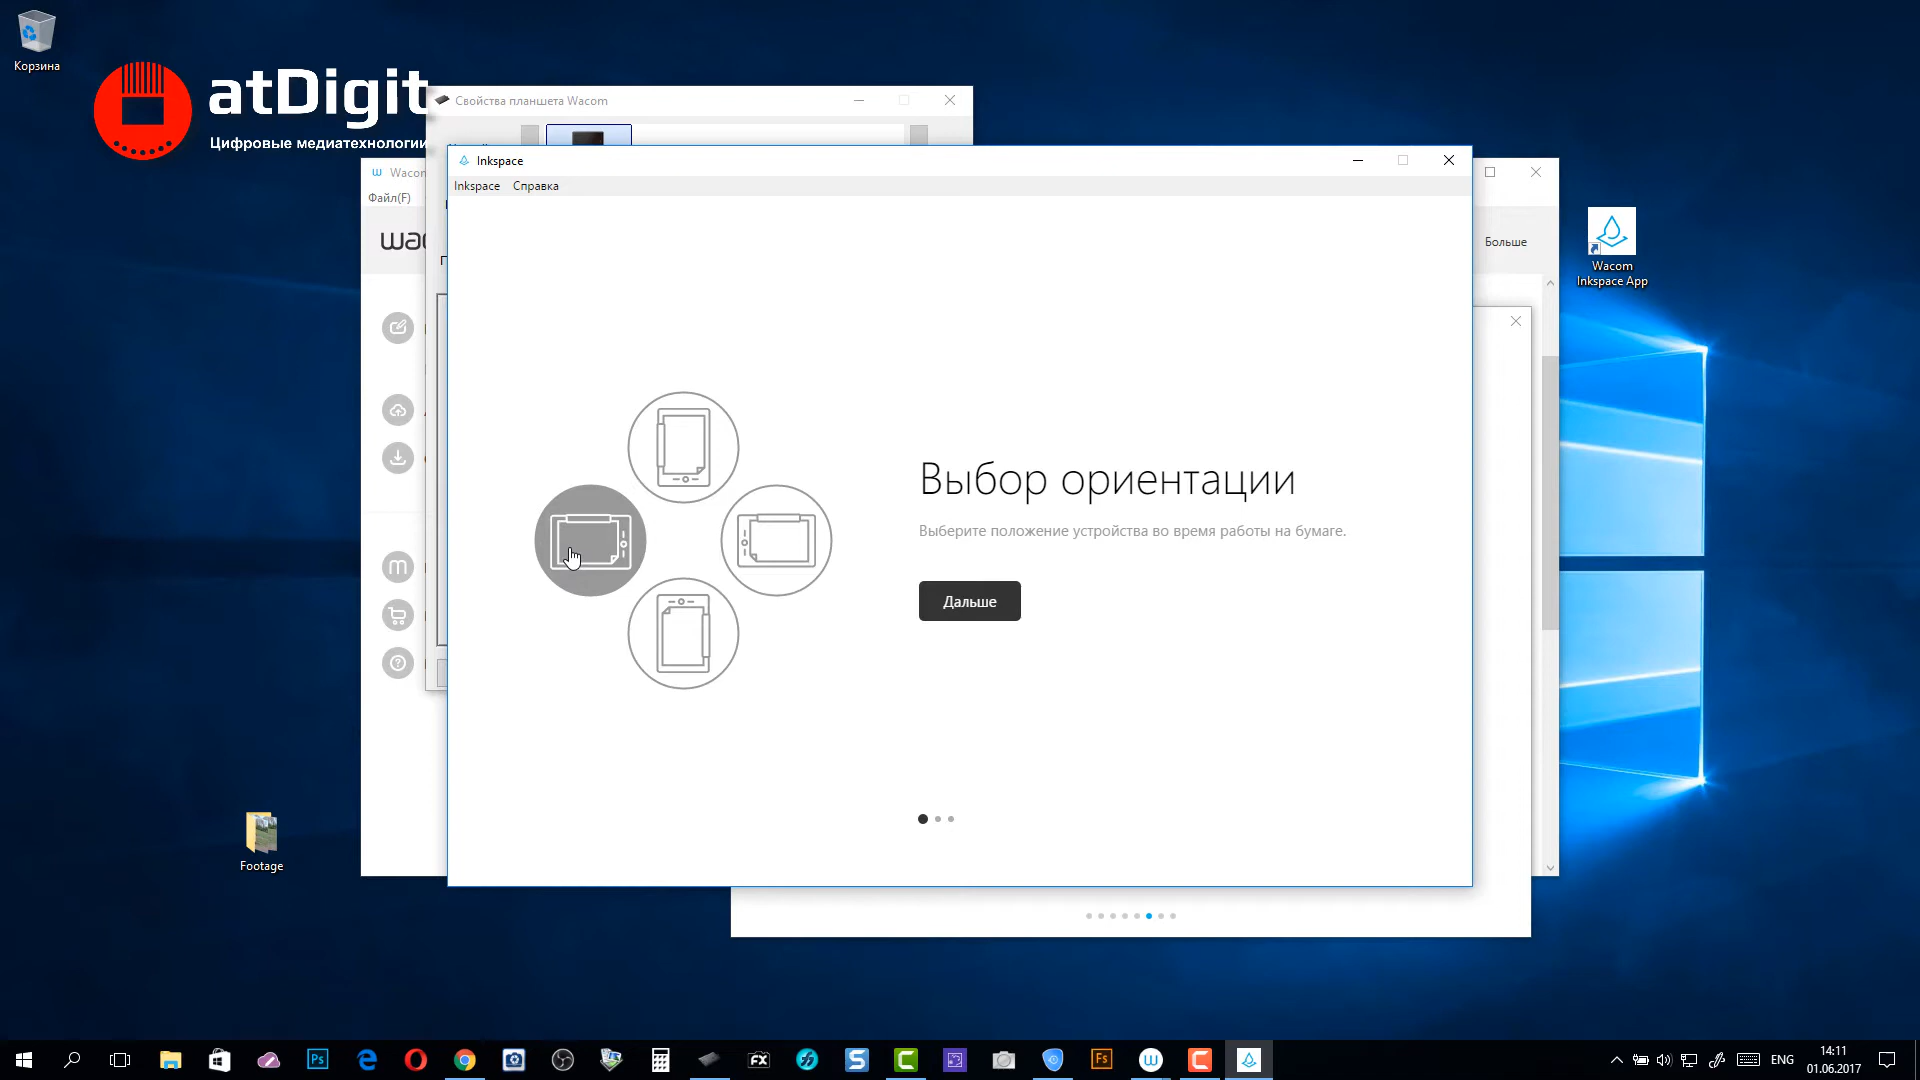 Корзина
atDigit
Цифровые медиатехнологии
Свойства планшета Wacom
Wacom
Файл(F)
Больше
Inkspace
Inkspace Справка
Выбор ориентации
Выберите положение устройства во время работы на бумаге.
Дальше
Wacom
Inkspace App
Footage
ENG
14:11
01.06.2017